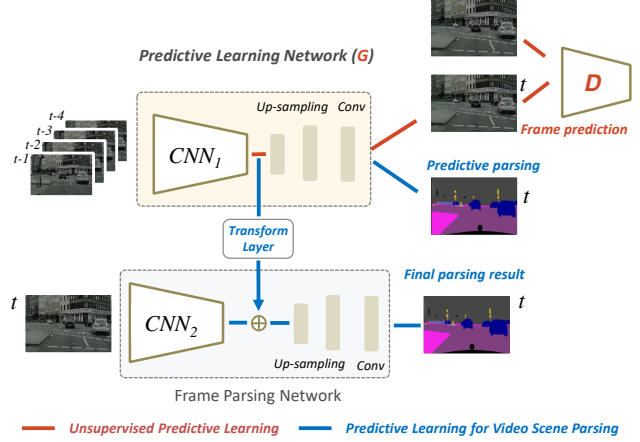 Predictive Learning Network (G)
t
D
Up-sampling
Conv
t-4
t-3
t-2
t-1
CNN1
Frame prediction
Predictive parsing
t
Transform
Layer
Final parsing result
t
CNN2
t
Up-sampling
Conv
Frame Parsing Network
Unsupervised Predictive Learning
Predictive Learning for Video Scene Parsing